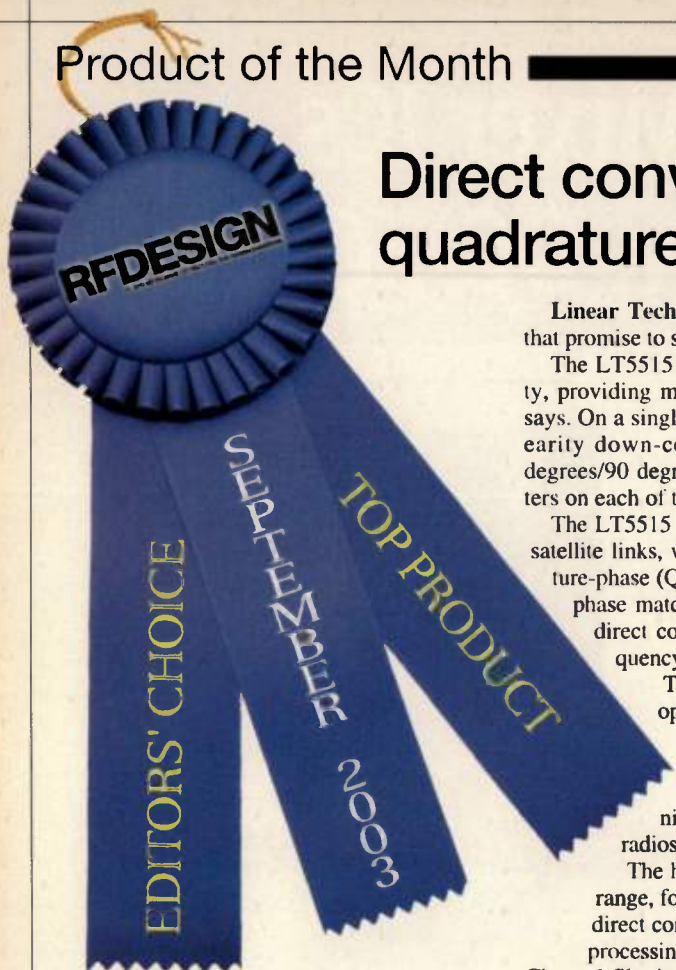 Product of the Month
RFDESIGN
EDITORS' CHOICE
SEPTEMBER 2003
TOP PRODUCT
Direct conv
quadrature
Linear Tech
that promise to s
The LT5515
ty, providing m
says. On a singl
earity down-co
degrees/90 degr
ters on each of t
The LT5515
satellite links, v
ture-phase (Q
phase matc
direct co
quency
T
op
ni
radios
The h
range, fo
direct con
processin